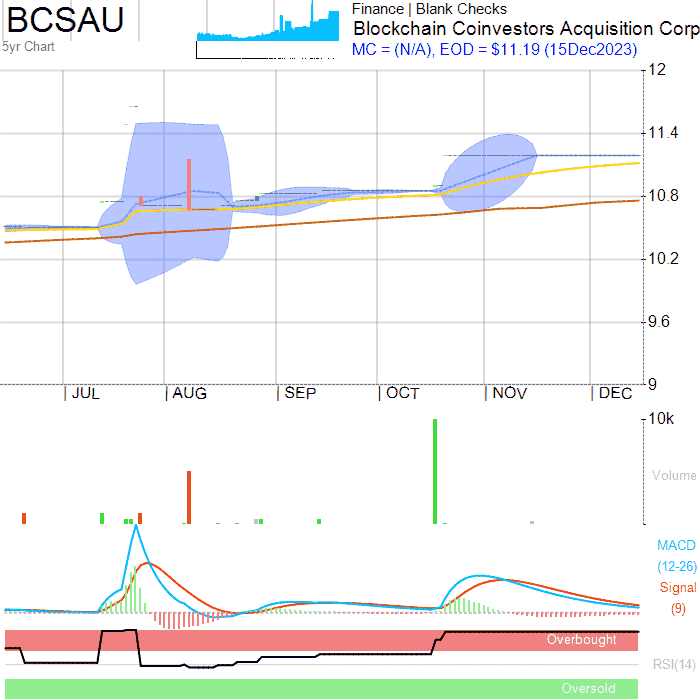 BCSAU
5yr Chart
Finance | Blank Checks
Blockchain Coinvestors Acquisition Corp
MC = (N/A), EOD = $11.19 (15Dec2023)
12
11.4
10.8
10.2
9.6
9
JUL AUG SEP OCT NOV DEC
10k
Volume
MACD
(12-26)
Signal
(9)
Overbought
RSI(14)
Oversold